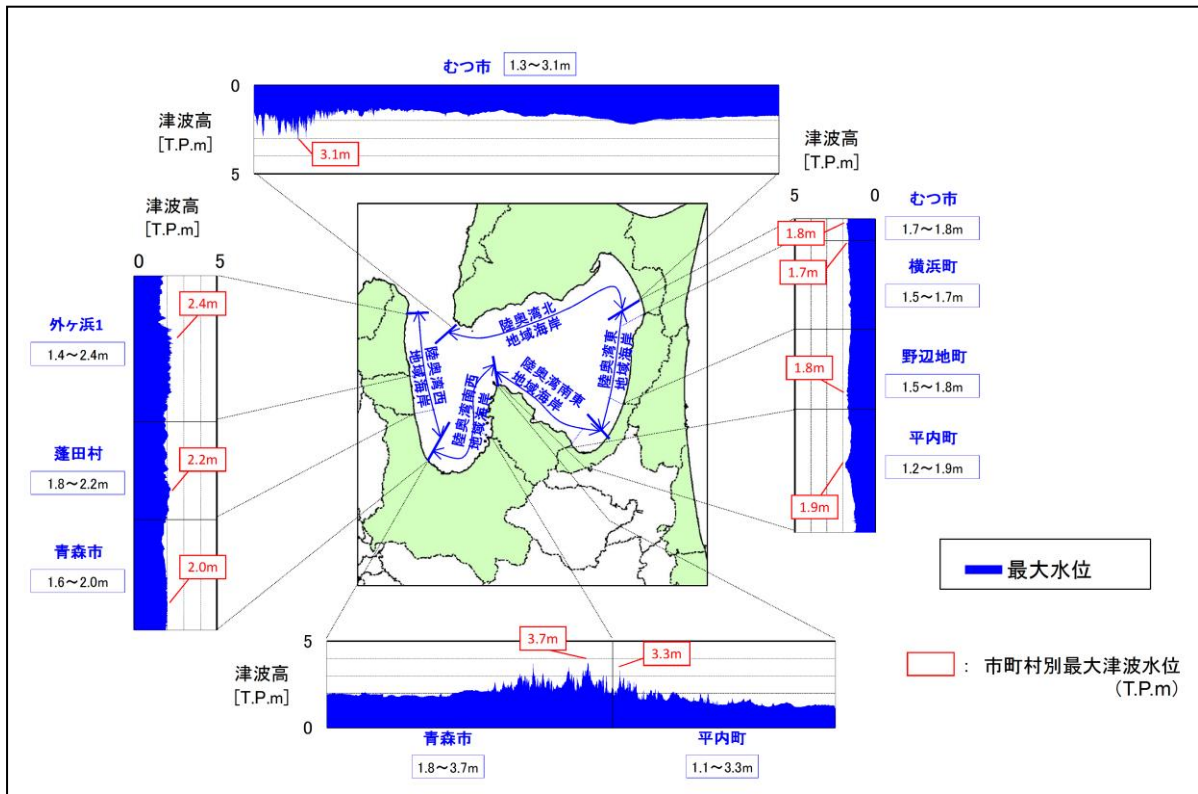 むつ市 1.3～3.1m
0
津波高
[T.P.m]
3.1m
5
津波高
[T.P.m]
0 5
2.4m
外ヶ浜1
1.4～2.4m
2.2m
蓬田村
1.8～2.2m
2.0m
青森市
1.6～2.0m
陸奥湾北
地域海岸
陸奥湾東
地域海岸
陸奥湾西
地域海岸
陸奥湾南西
地域海岸
陸奥湾南東
地域海岸
津波高
[T.P.m]
5 0
むつ市
1.8m
1.7～1.8m
1.7m
横浜町
1.5～1.7m
野辺地町
1.8m
1.5～1.8m
平内町
1.2～1.9m
1.9m
最大水位
： 市町村別最大津波水位
（T.P.m）
5
3.7m
3.3m
津波高
[T.P.m]
0
青森市
1.8～3.7m
平内町
1.1～3.3m